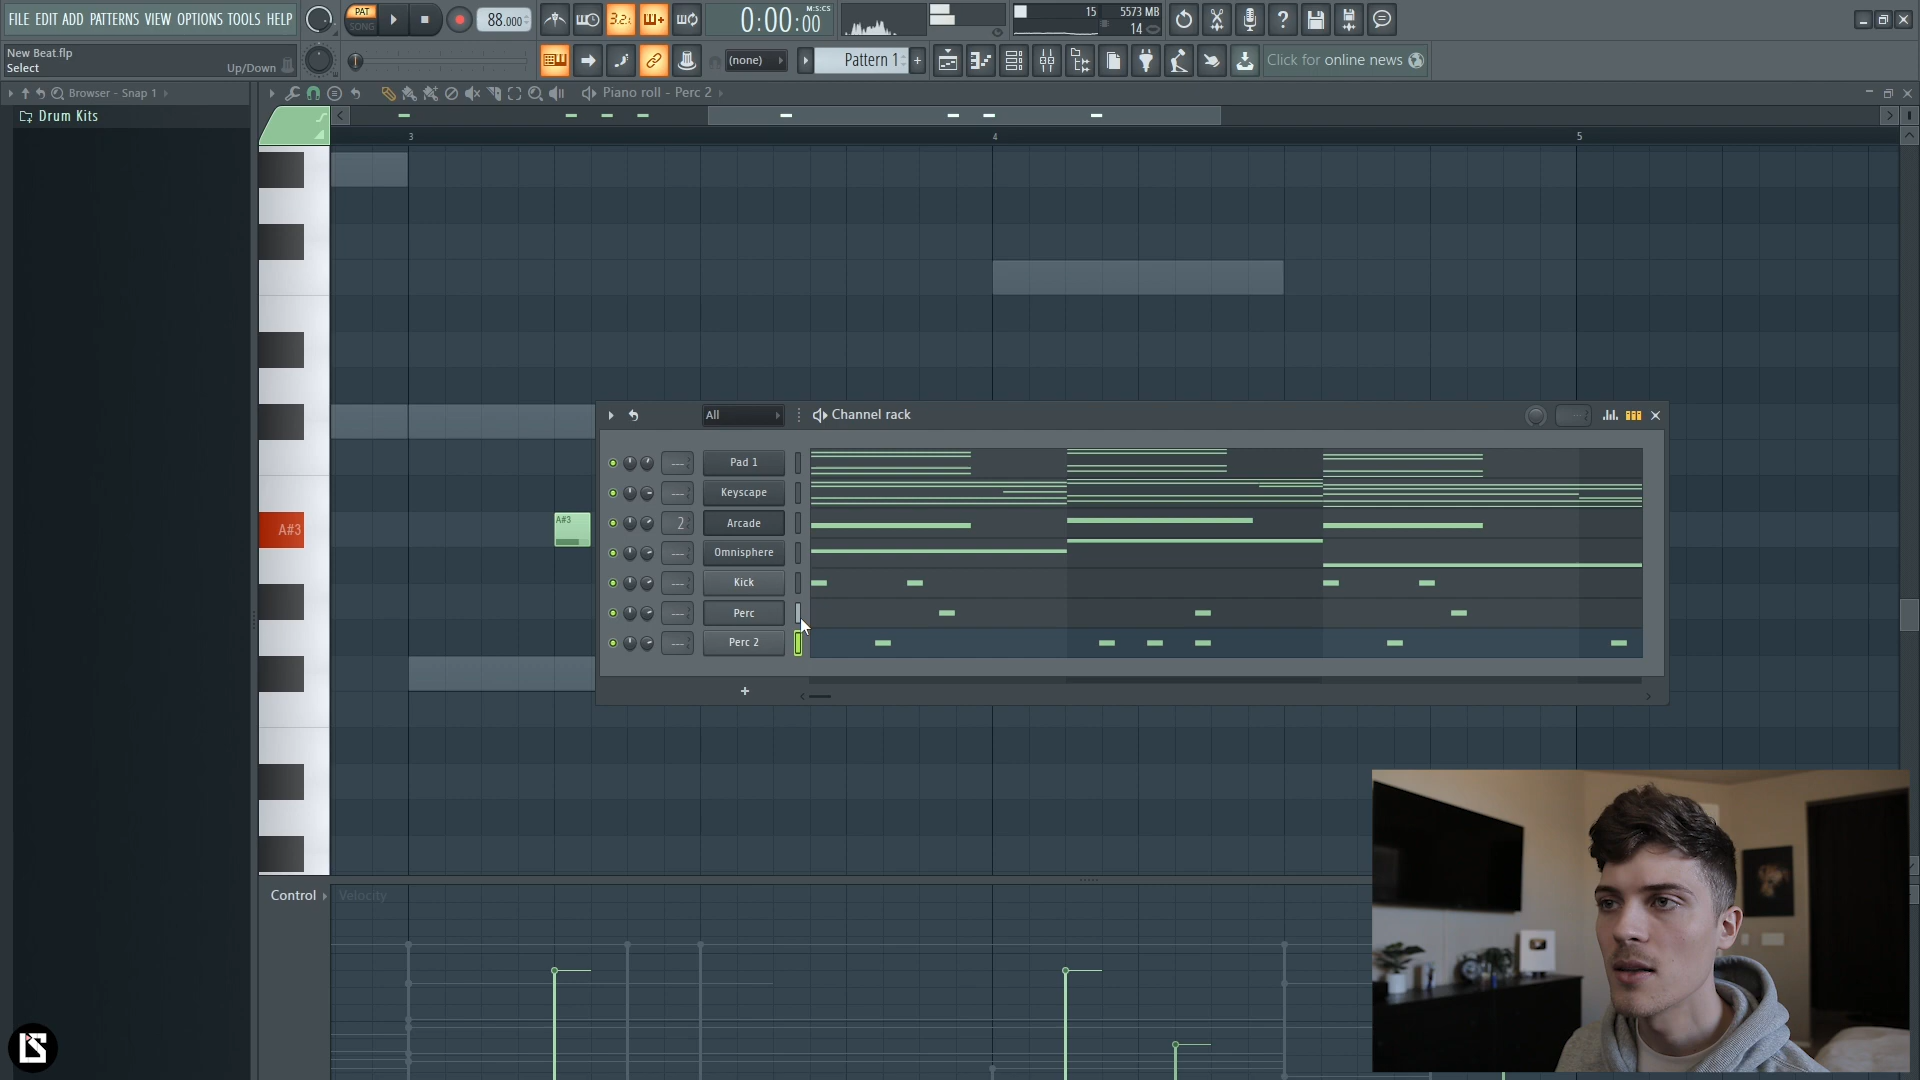 FILE EDIT ADD PATTERNS VIEW OPTIONS TOOLS HELP
PAT
SONG
88.000
3.2.
0:00:00
M:S:CS
15
5573 MB
14
New Beat.flp
Select
Up/Down
(none)
Pattern 1
+
Click for online news
Browser - Snap 1
Piano roll - Perc 2
Drum Kits
3
4
5
A#3
A#3
All
Channel rack
Pad 1
Keyscape
2
Arcade
Omnisphere
Kick
Perc
Perc 2
+
Control
Velocity